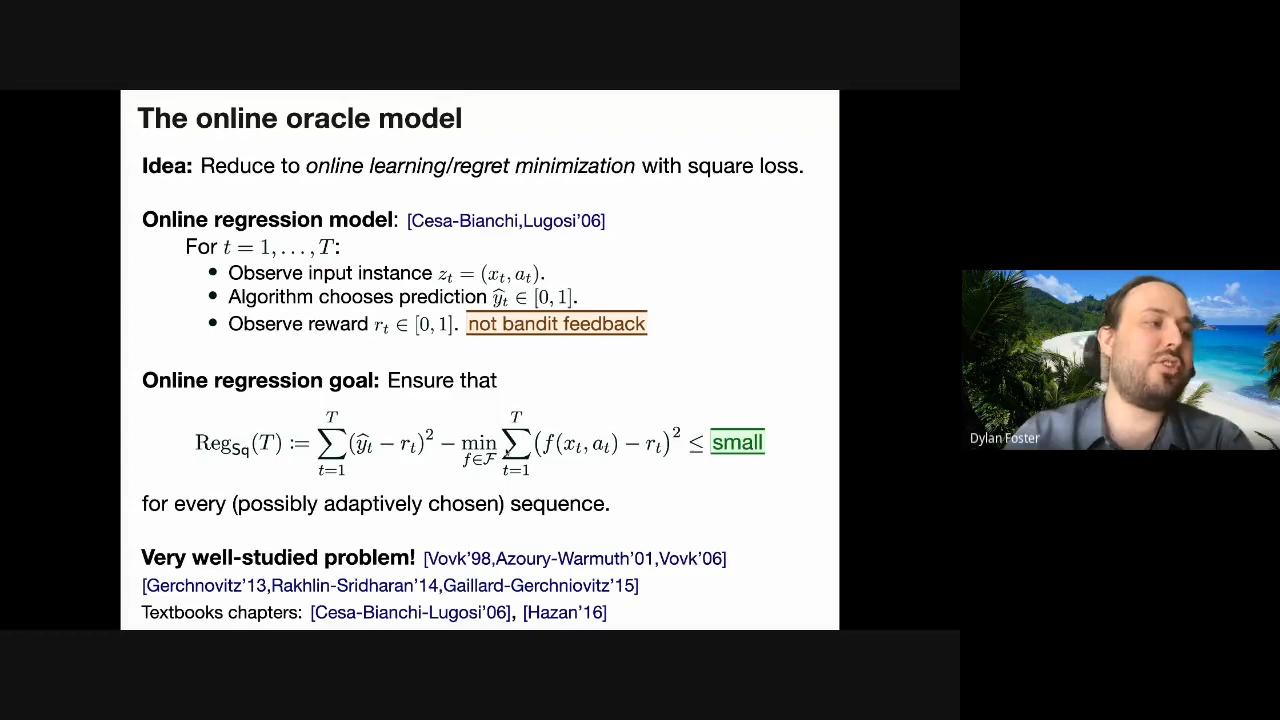 The online oracle model
Idea: Reduce to online learning/regret minimization with square loss.
Online regression model: [Cesa-Bianchi,Lugosi'06]
For t = 1, . . . , T:
• Observe input instance z_t = (x_t, a_t).
• Algorithm chooses prediction ŷ_t ∈ [0, 1].
• Observe reward r_t ∈ [0, 1]. not bandit feedback
Online regression goal: Ensure that
Reg_Sq(T) := ∑_{t=1}^{T} (ŷ_t − r_t)^2 − min_{f∈F} ∑_{t=1}^{T} (f(x_t, a_t) − r_t)^2 ≤ small
for every (possibly adaptively chosen) sequence.
Very well-studied problem! [Vovk'98,Azoury-Warmuth'01,Vovk'06]
[Gerchnovitz'13,Rakhlin-Sridharan'14,Gaillard-Gerchniovitz'15]
Textbooks chapters: [Cesa-Bianchi-Lugosi'06], [Hazan'16]
Dylan Foster